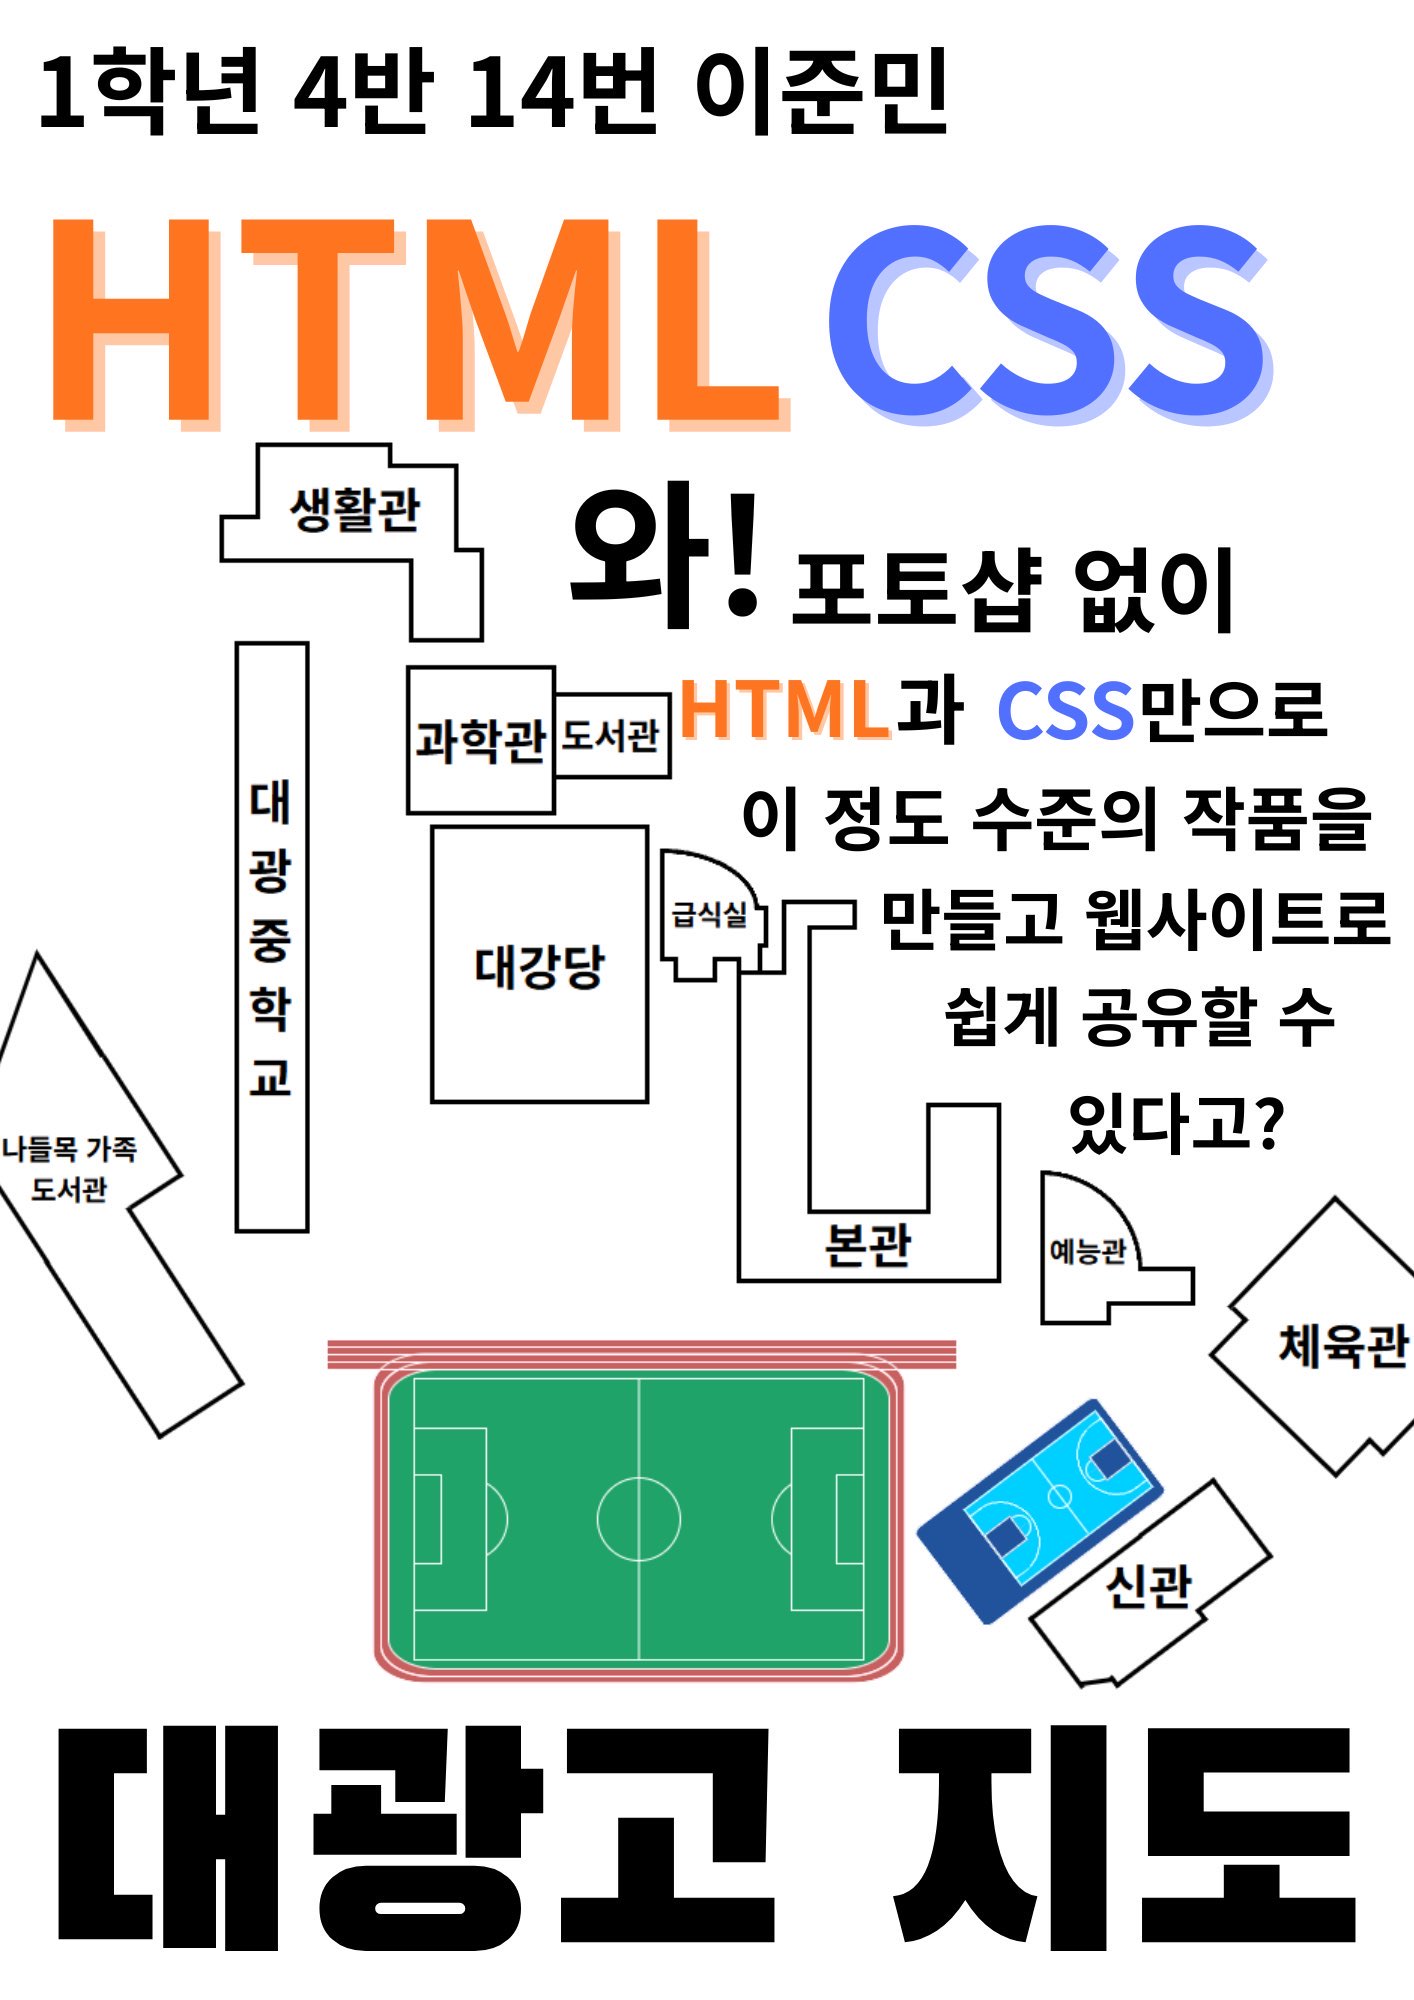 1학년 4반 14번 이준민
HTML CSS
생활관
와! 포토샵 없이
HTML과 CSS만으로
과학관
도서관
이 정도 수준의 작품을
만들고 웹사이트로
쉽게 공유할 수
있다고?
대
광
중
학
교
대강당
급식실
나들목 가족
도서관
본관
예능관
체육관
신관
대광고 지도